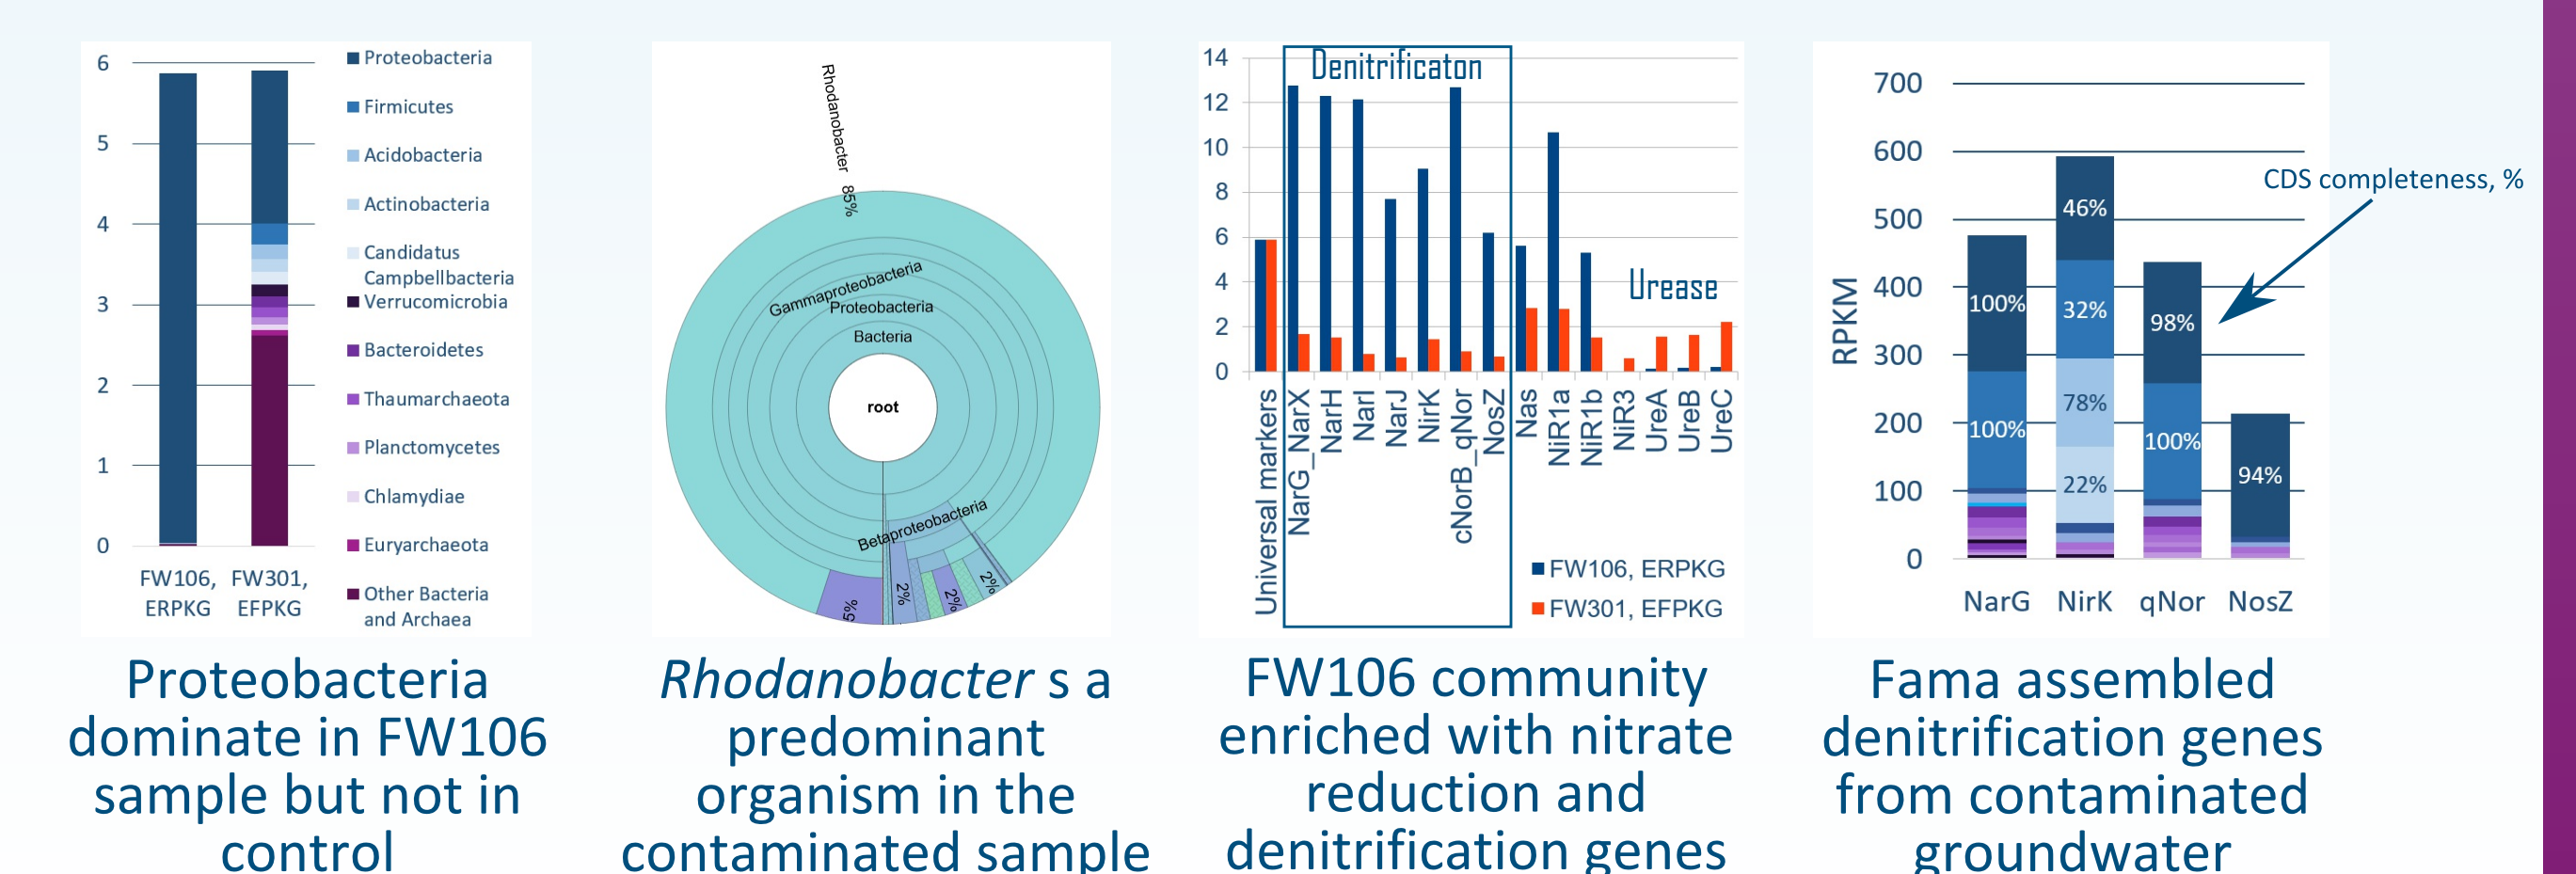 6
5
4
3
2
1
0
FW106,
ERPKG
FW301,
EFPKG
Proteobacteria
Firmicutes
Acidobacteria
Actinobacteria
Candidatus
Campbellbacteria
Verrucomicrobia
Bacteroidetes
Thaumarchaeota
Planctomycetes
Chlamydiae
Euryarchaeota
Other Bacteria
and Archaea
Proteobacteria
dominate in FW106
sample but not in
control
Rhodanobacter 85%
Gammaproteobacteria
Proteobacteria
Bacteria
root
Betaproteobacteria
5%
2%
2%
2%
Rhodanobacter s a
predominant
organism in the
contaminated sample
14
12
10
8
6
4
2
0
Denitrificaton
Urease
Universal markers
NarG_NarX
NarH
NarI
NarJ
NirK
cNorB_qNor
NosZ
Nas
NiR1a
NiR1b
NiR3
UreA
UreB
UreC
FW106, ERPKG
FW301, EFPKG
FW106 community
enriched with nitrate
reduction and
denitrification genes
RPKM
700
600
500
400
300
200
100
0
CDS completeness, %
100%
100%
46%
32%
78%
22%
98%
100%
94%
NarG
NirK
qNor
NosZ
Fama assembled
denitrification genes
from contaminated
groundwater